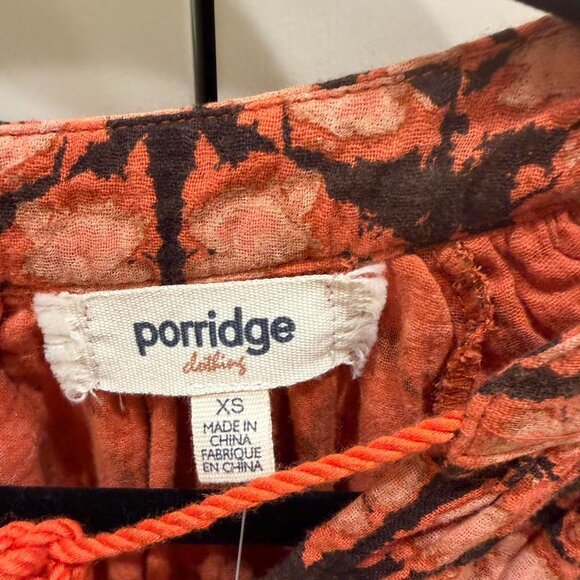 porridge
clothing
XS
MADE IN
CHINA
FABRIQUE
EN CHINA